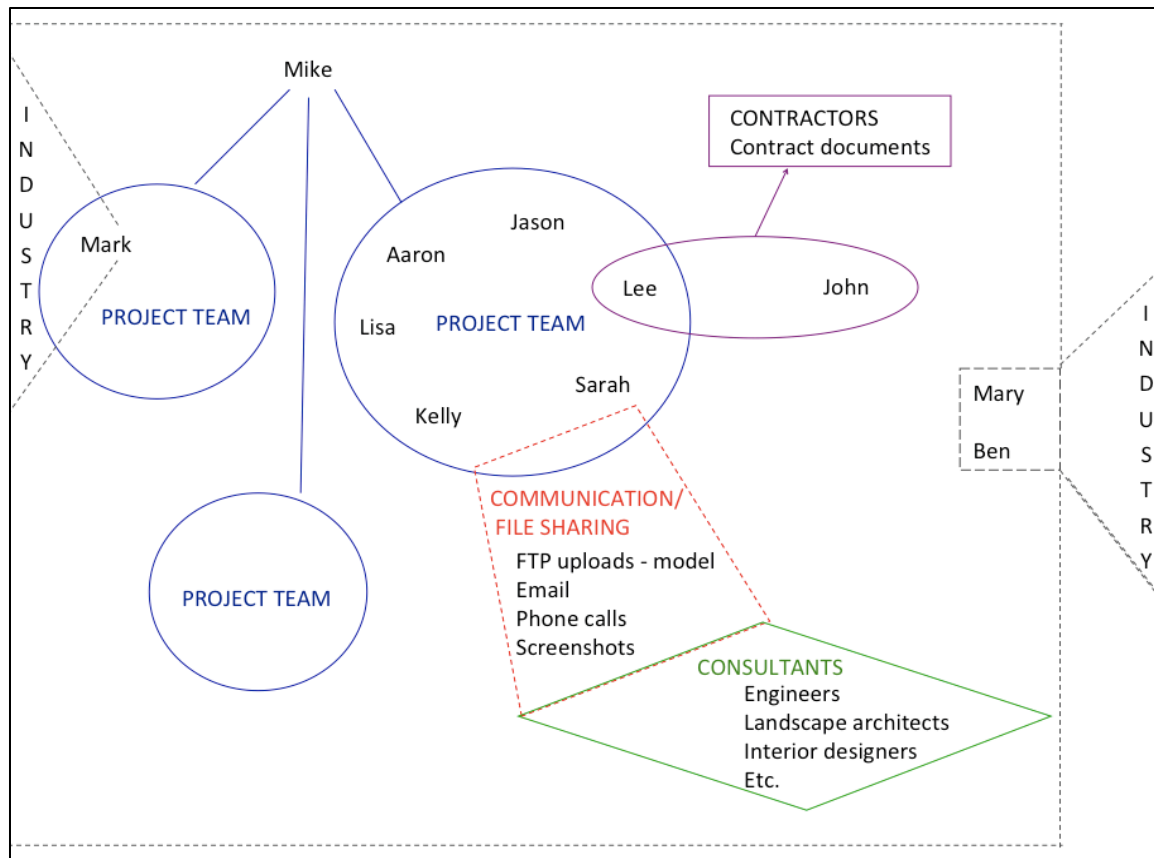 Mike
I
N
D
U
S
T
R
Y
Mark
PROJECT TEAM
CONTRACTORS
Contract documents
Jason
Aaron
Lee
John
Lisa
PROJECT TEAM
Sarah
Kelly
PROJECT TEAM
COMMUNICATION/
FILE SHARING
FTP uploads - model
Email
Phone calls
Screenshots
CONSULTANTS
Engineers
Landscape architects
Interior designers
Etc.
Mary
Ben
I
N
D
U
S
T
R
Y